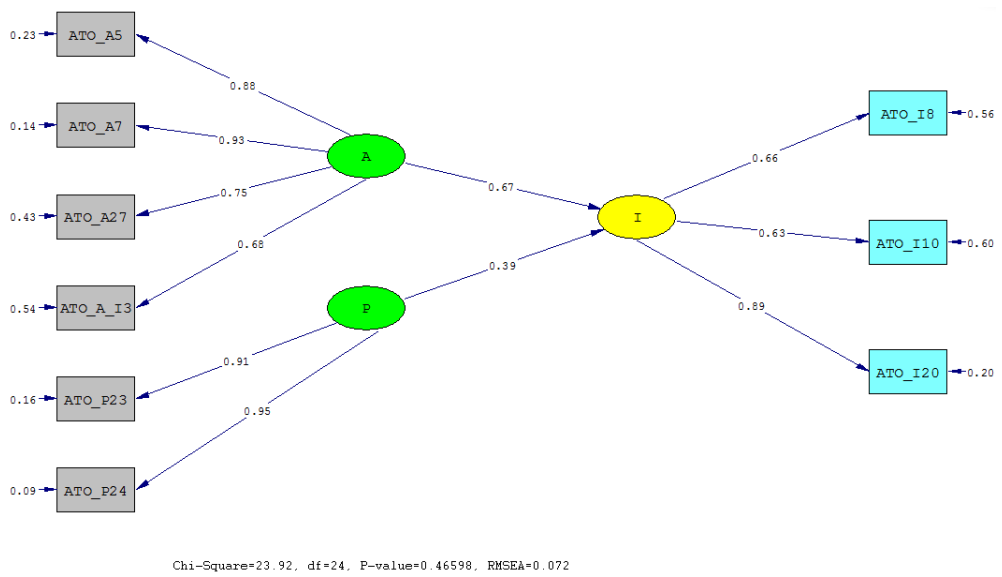 0.23 ATO_A5
0.88
0.14 ATO_A7
0.93
0.43 ATO_A27
0.75
0.54 ATO_A_I3
0.68
0.16 ATO_P23
0.91
0.09 ATO_P24
0.95
A
P
0.67
0.39
I
0.66
ATO_I8 0.56
0.63
ATO_I10 0.60
0.89
ATO_I20 0.20
Chi-Square=23.92, df=24, P-value=0.46598, RMSEA=0.072